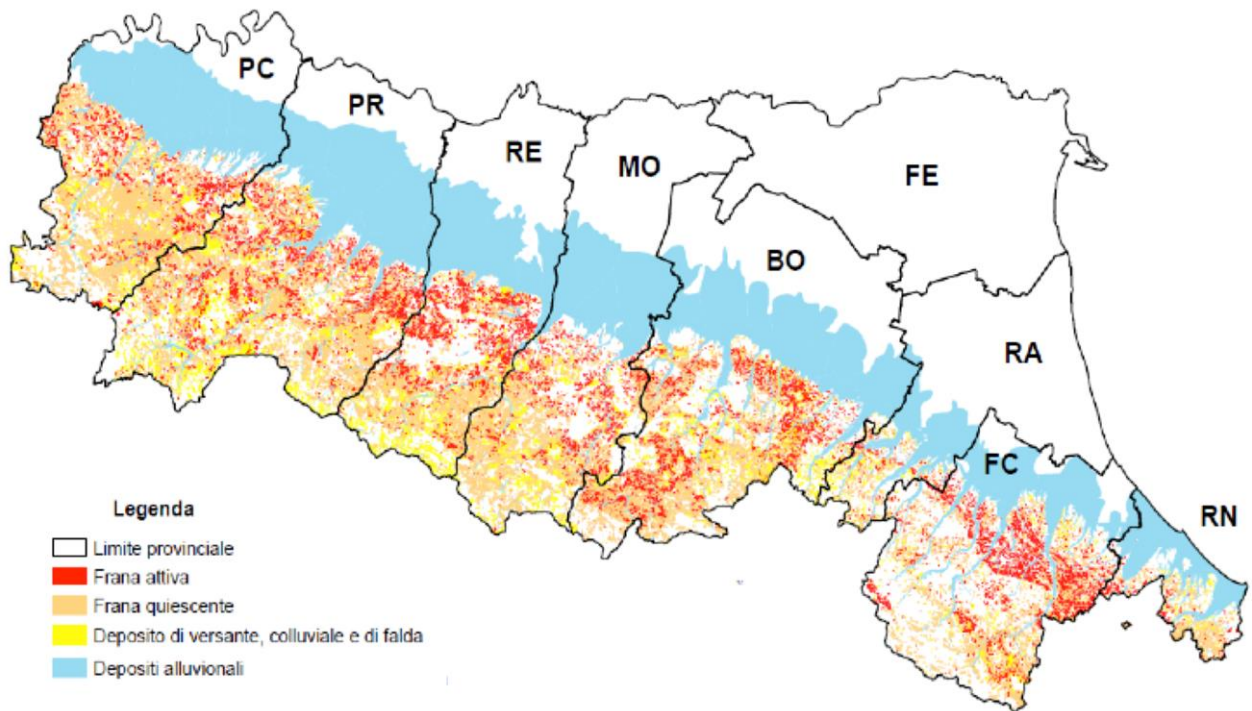 PC
PR
RE
MO
FE
BO
RA
FC
RN
Legenda
Limite provinciale
Frana attiva
Frana quiescente
Deposito di versante, colluviale e di falda
Depositi alluvionali